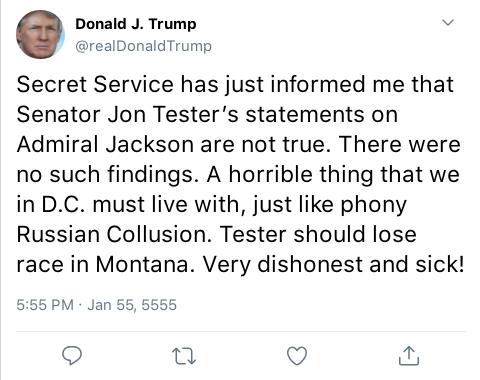 Donald J. Trump
@realDonaldTrump
Secret Service has just informed me that
Senator Jon Tester’s statements on
Admiral Jackson are not true. There were
no such findings. A horrible thing that we
in D.C. must live with, just like phony
Russian Collusion. Tester should lose
race in Montana. Very dishonest and sick!
5:55 PM · Jan 55, 5555